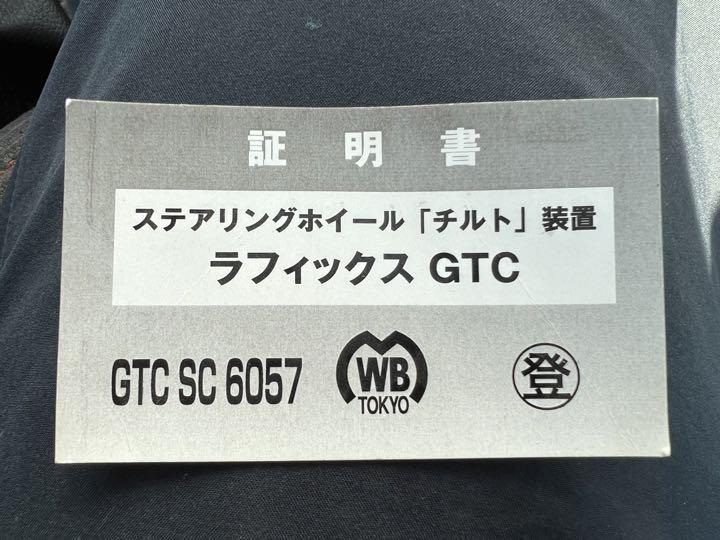 証明書
ステアリングホイール「チルト」装置
ラフィックス GTC
GTC SC 6057
WB
TOKYO
登